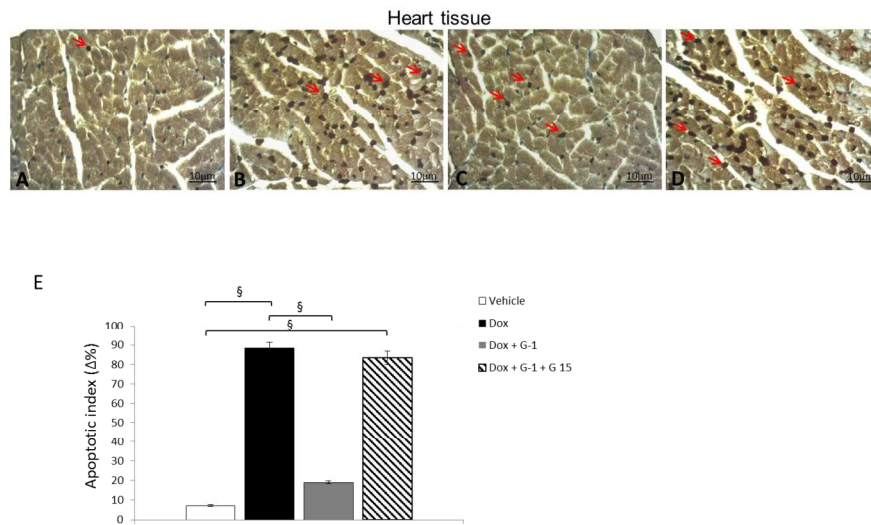 Heart tissue
A 10µm B 10µm C 10µm D 10µm
E
§
§
§
Vehicle
Dox
Dox + G-1
Dox + G-1 + G 15
Apoptotic index (Δ%)
100
90
80
70
60
50
40
30
20
10
0